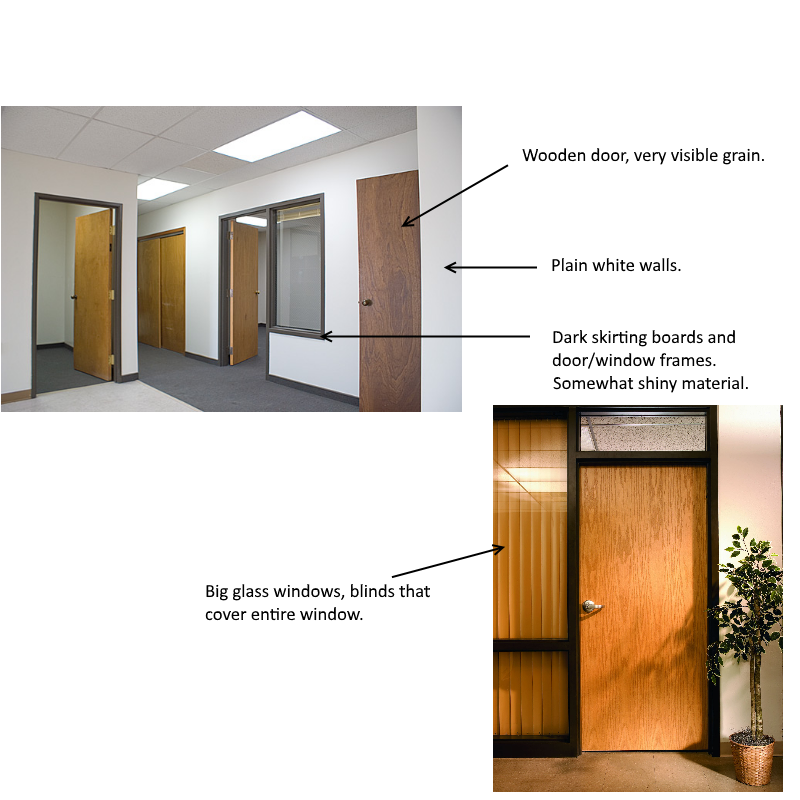 Wooden door, very visible grain.
Plain white walls.
Dark skirting boards and
door/window frames.
Somewhat shiny material.
Big glass windows, blinds that
cover entire window.